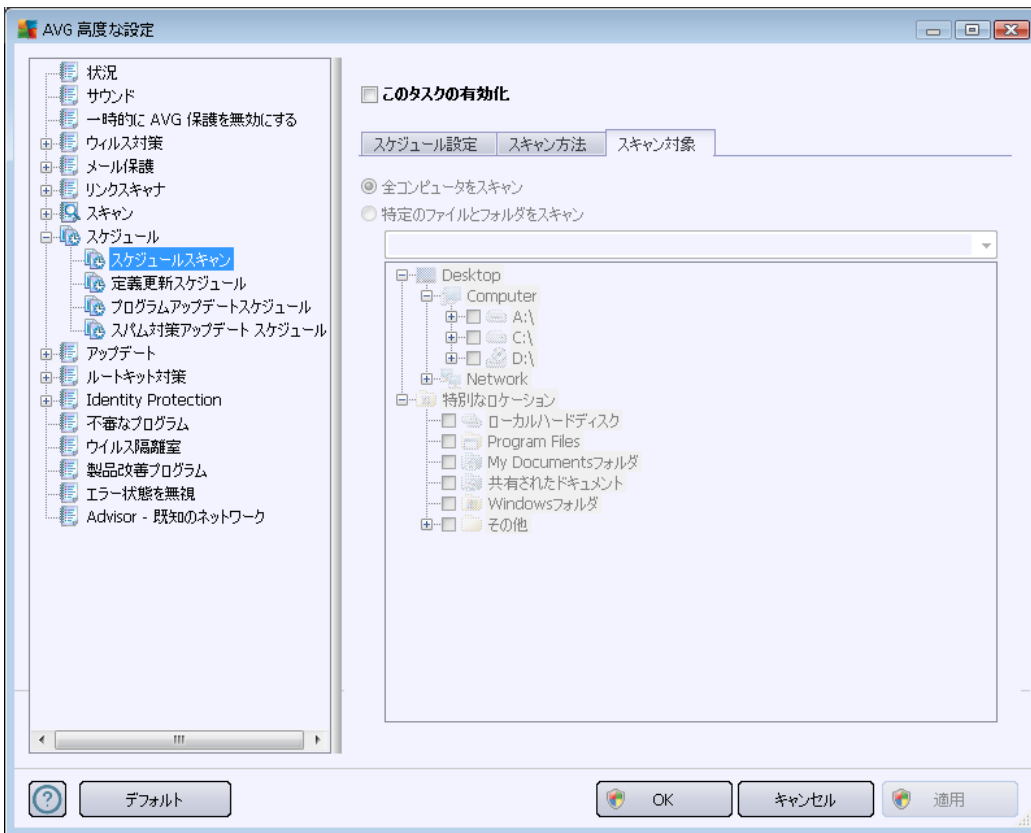 AVG 高度な設定
状況
サウンド
一時的に AVG 保護を無効にする
ウィルス対策
メール保護
リンクスキャナ
スキャン
スケジュール
スケジュールスキャン
定義更新スケジュール
プログラムアップデートスケジュール
スパム対策アップデート スケジュール
アップデート
ルートキット対策
Identity Protection
不審なプログラム
ウイルス隔離室
製品改善プログラム
エラー状態を無視
Advisor - 既知のネットワーク
このタスクの有効化
スケジュール設定
スキャン方法
スキャン対象
全コンピュータをスキャン
特定のファイルとフォルダをスキャン
Desktop
Computer
A:\
C:\
D:\
Network
特別なロケーション
ローカルハードディスク
Program Files
My Documentsフォルダ
共有されたドキュメント
Windowsフォルダ
その他
デフォルト
OK
キャンセル
適用